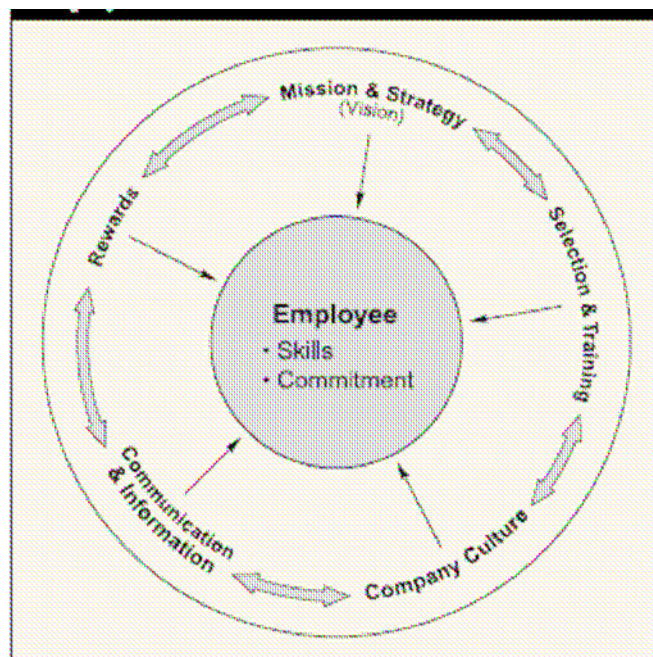 Mission & Strategy
(Vision)
Selection & Training
Company Culture
Communication
& Information
Rewards
Employee
• Skills
• Commitment